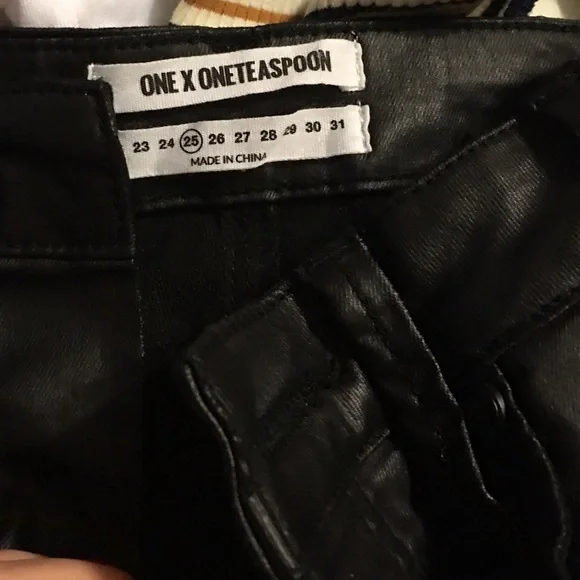 ONE X ONETEASPOON
23 24 25 26 27 28 29 30 31
MADE IN CHINA